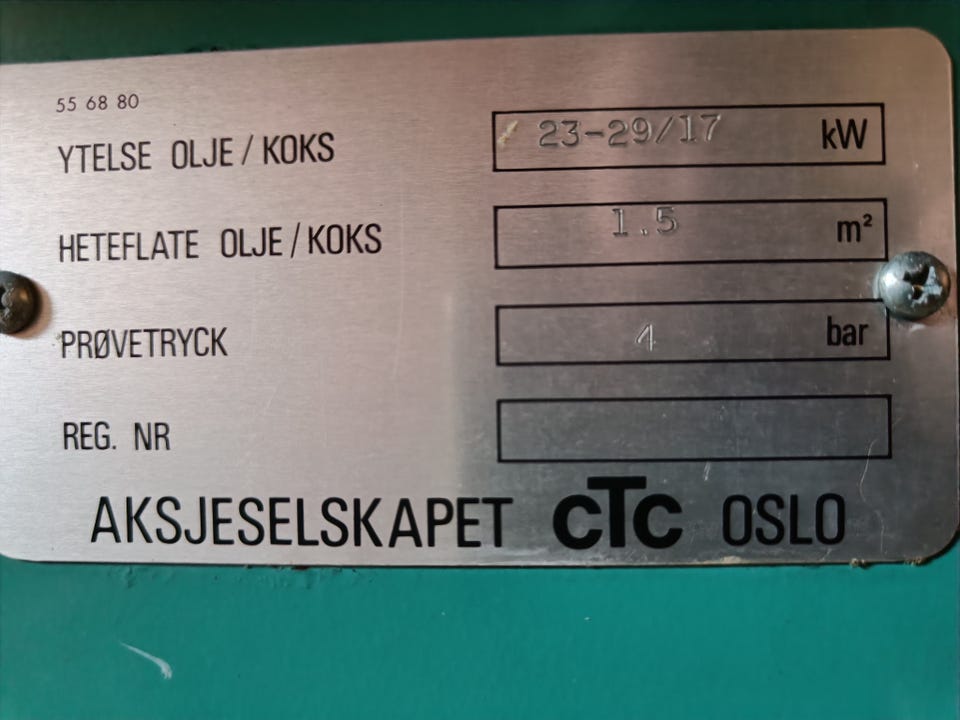 55 68 80
YTELSE OLJE / KOKS 23-29/17 kW
HETEFLATE OLJE / KOKS 1.5 m²
PRØVETRYCK 4 bar
REG. NR
AKSJESELSKAPET CTC OSLO